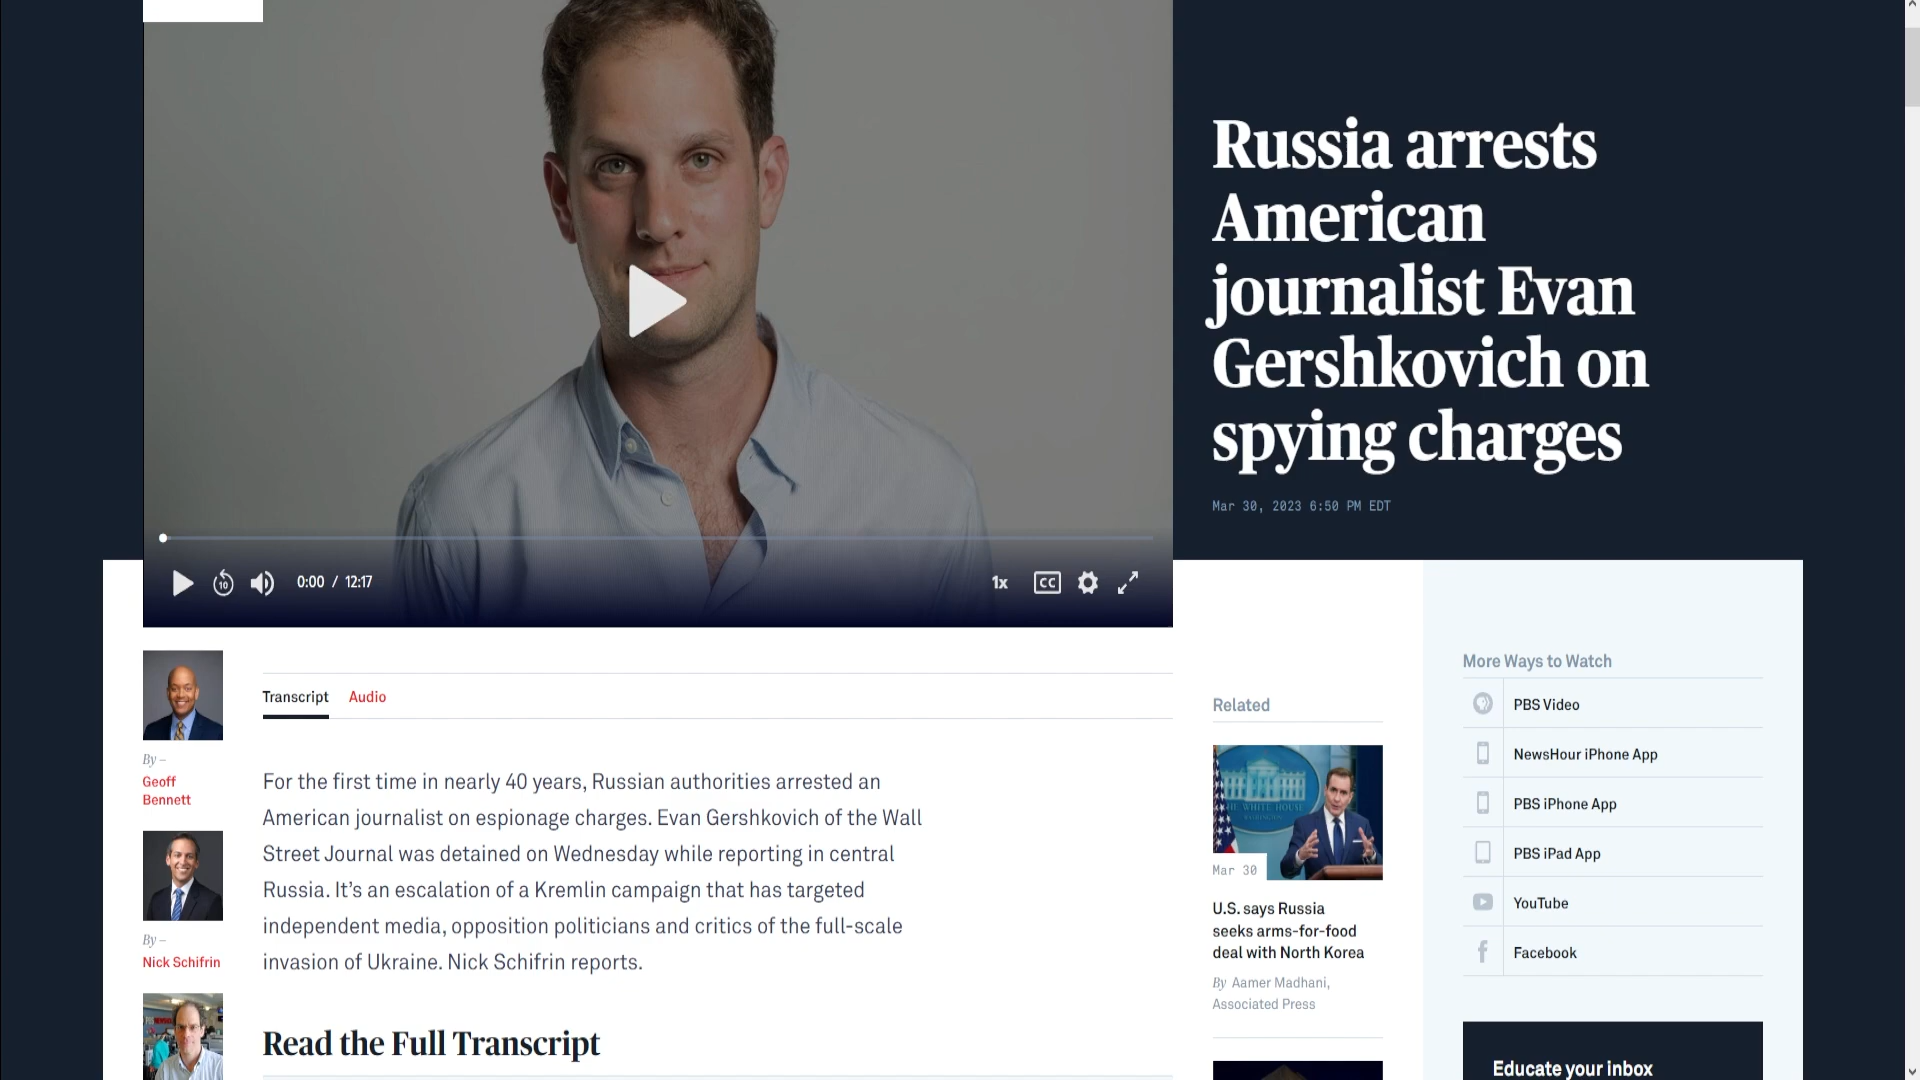 Russia arrests
American
journalist Evan
Gershkovich on
spying charges
Mar 30, 2023 6:50 PM EDT
10
0:00 / 12:17
1x
CC
By –
Geoff
Bennett
By –
Nick Schifrin
Transcript
Audio
For the first time in nearly 40 years, Russian authorities arrested an
American journalist on espionage charges. Evan Gershkovich of the Wall
Street Journal was detained on Wednesday while reporting in central
Russia. It’s an escalation of a Kremlin campaign that has targeted
independent media, opposition politicians and critics of the full-scale
invasion of Ukraine. Nick Schifrin reports.
Read the Full Transcript
Related
THE WHITE HOUSE
WASHINGTON
Mar 30
U.S. says Russia
seeks arms-for-food
deal with North Korea
By Aamer Madhani,
Associated Press
More Ways to Watch
PBS Video
NewsHour iPhone App
PBS iPhone App
PBS iPad App
YouTube
Facebook
Educate your inbox